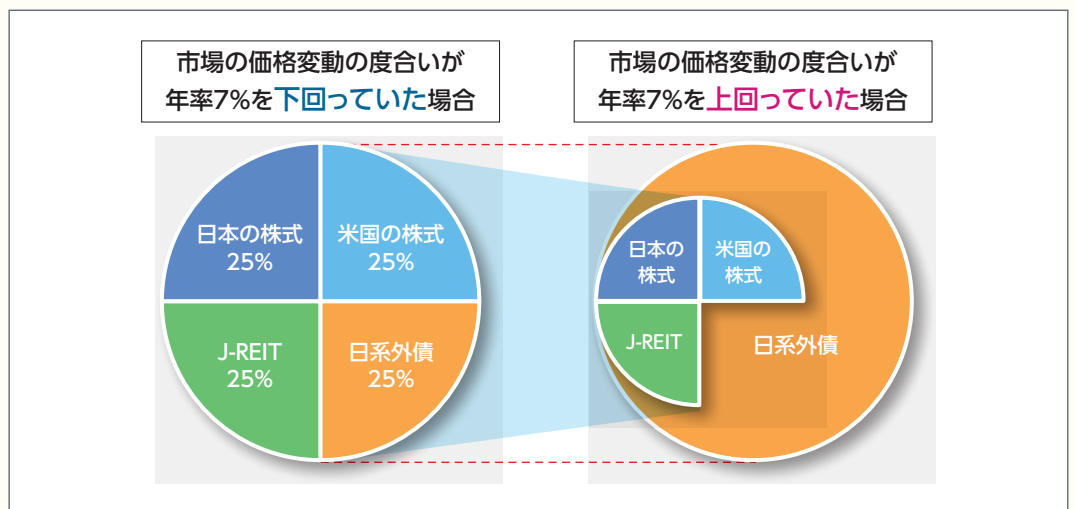 市場の価格変動の度合いが
年率7%を下回っていた場合
市場の価格変動の度合いが
年率7%を上回っていた場合
日本の株式
25%
米国の株式
25%
J-REIT
25%
日系外債
25%
日本の
株式
米国の
株式
J-REIT
日系外債